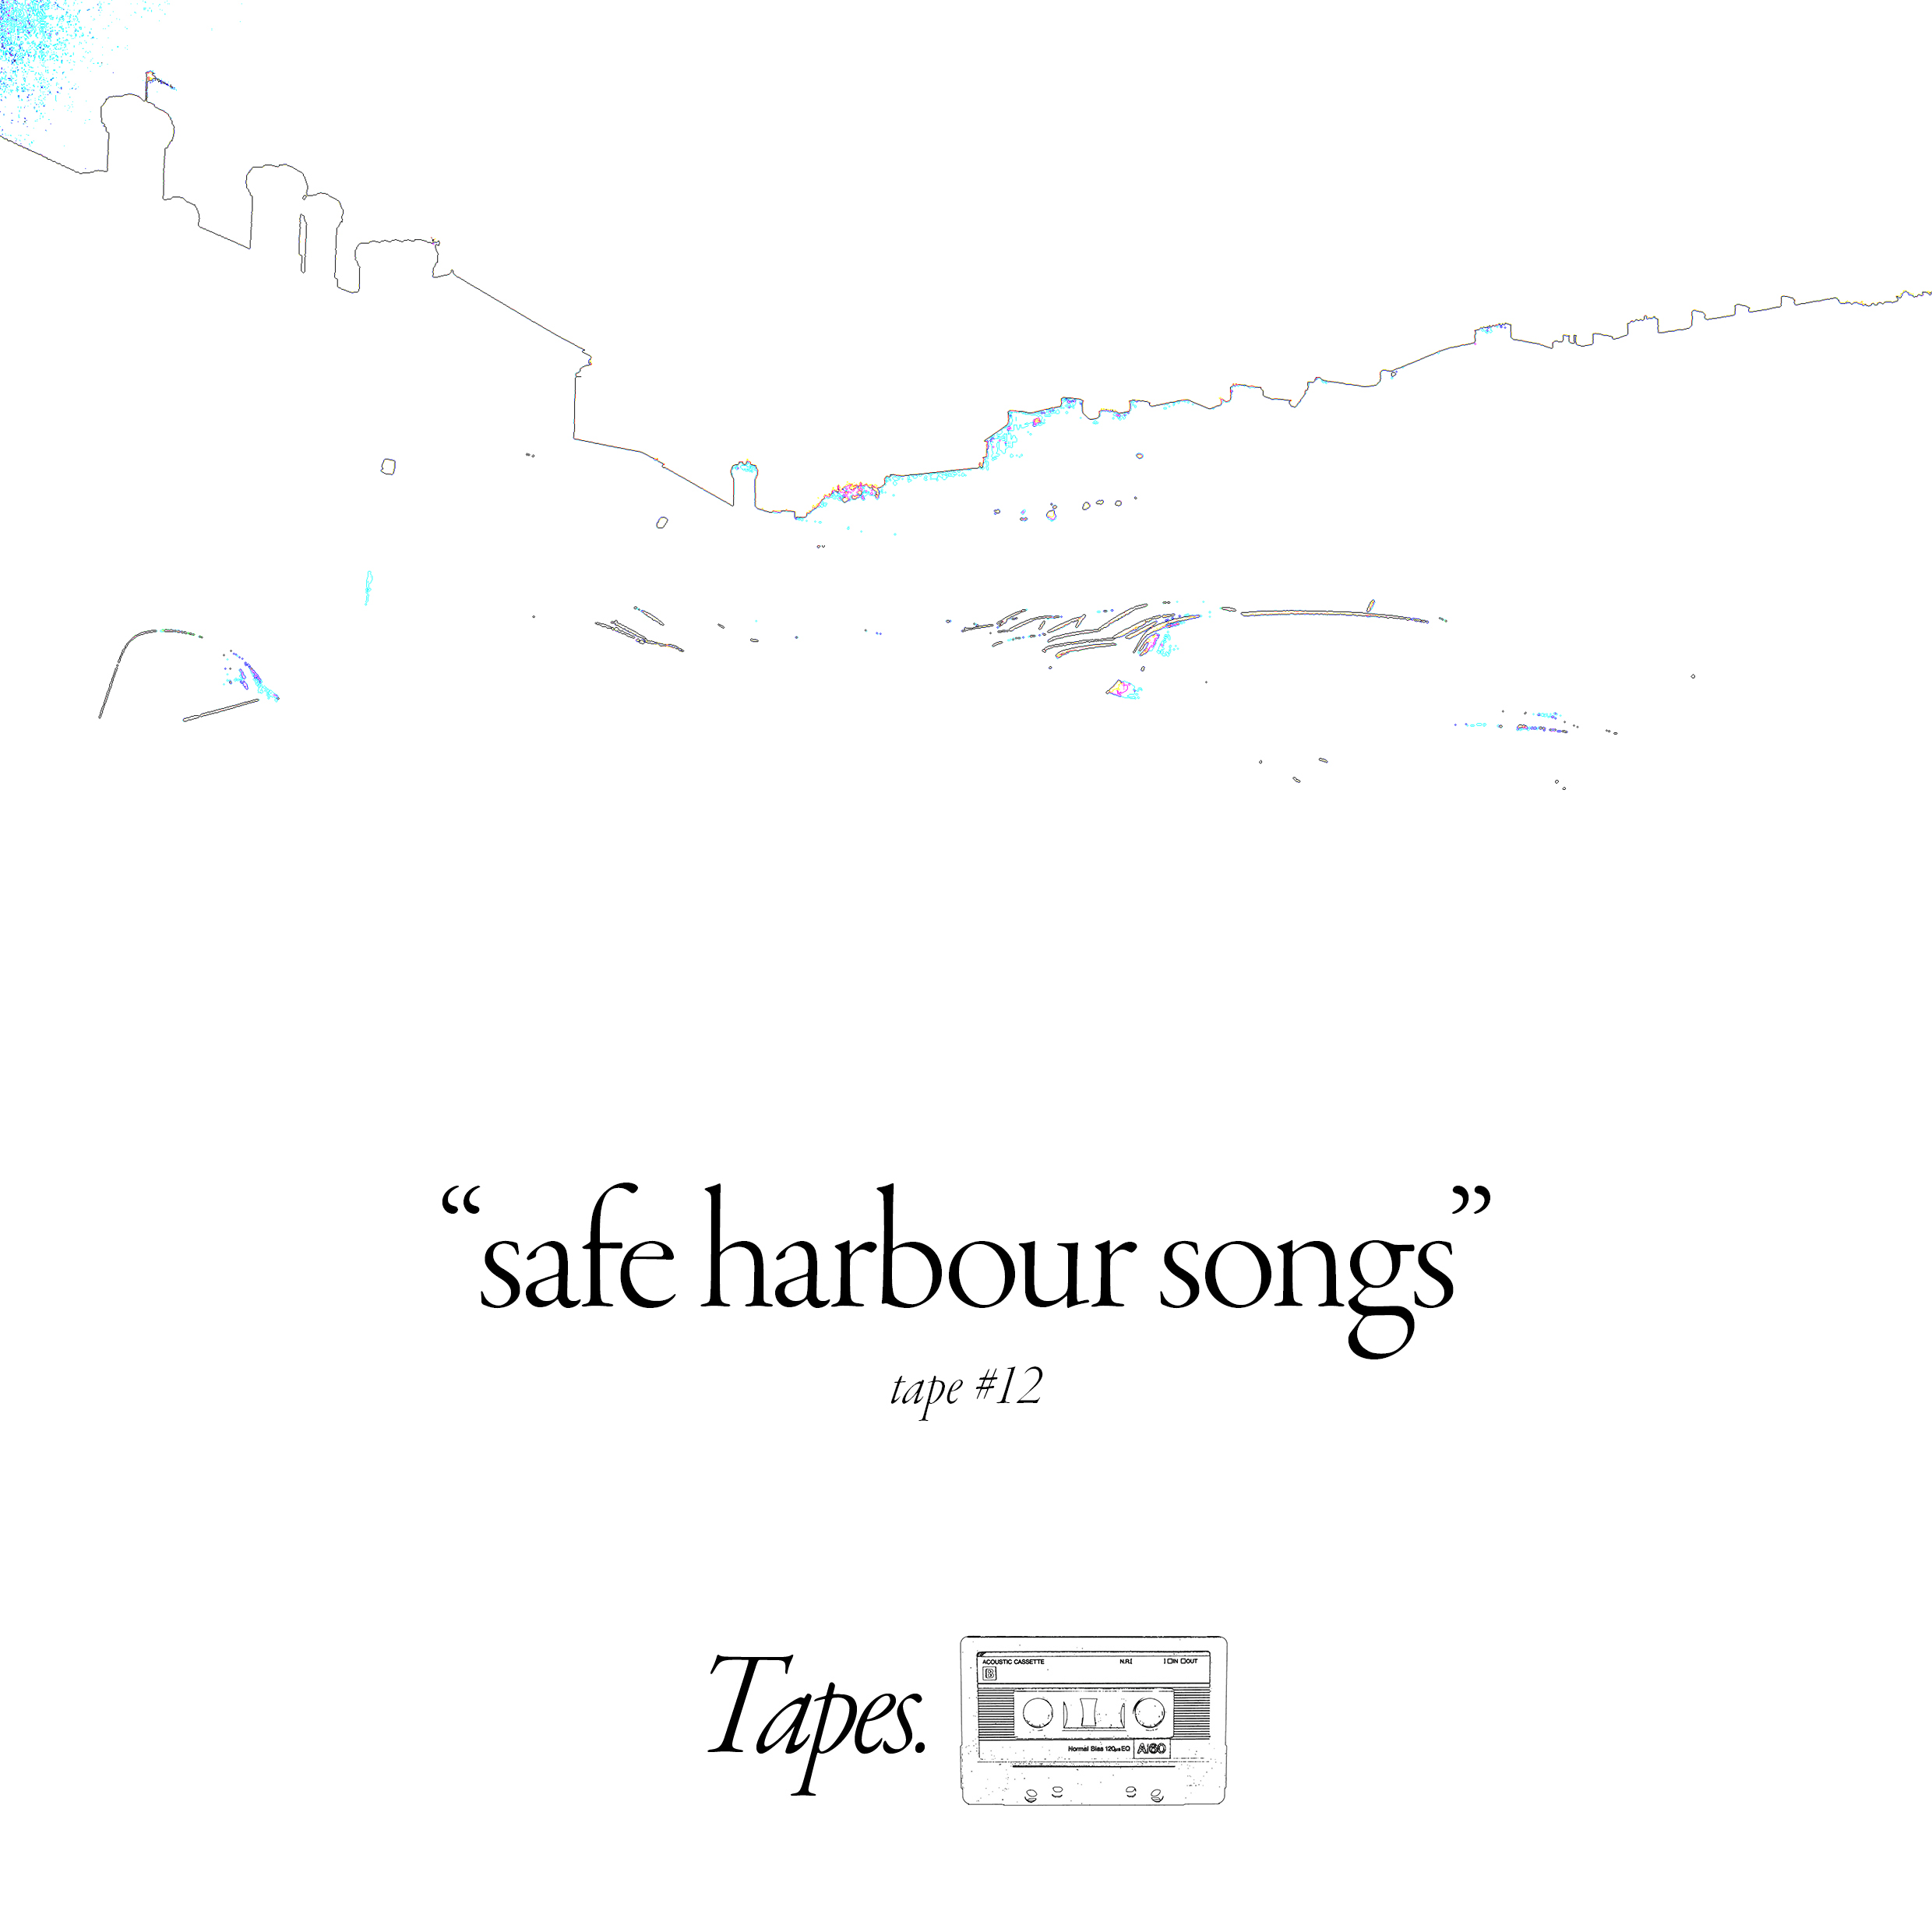 “safe harbour songs”
tape #12
Tapes.
ACOUSTIC CASSETTE N.R.I I IN OUT
B
Normal Bias 120µs EQ A/60